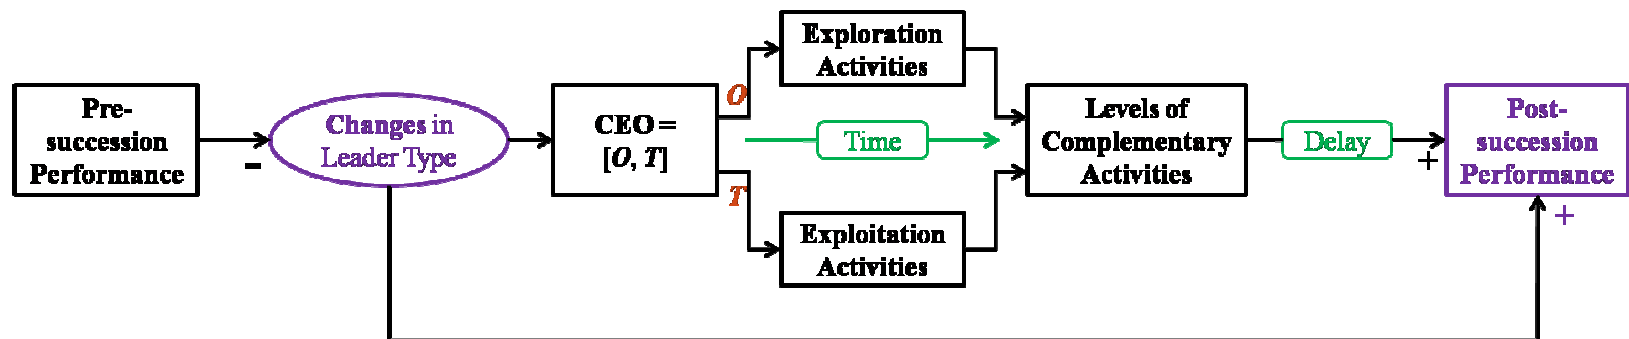 Pre-
succession
Performance
-
Changes in
Leader Type
CEO =
[O, T]
O
T
Exploration
Activities
Time
Exploitation
Activities
Levels of
Complementary
Activities
Delay
+
Post-
succession
Performance
+